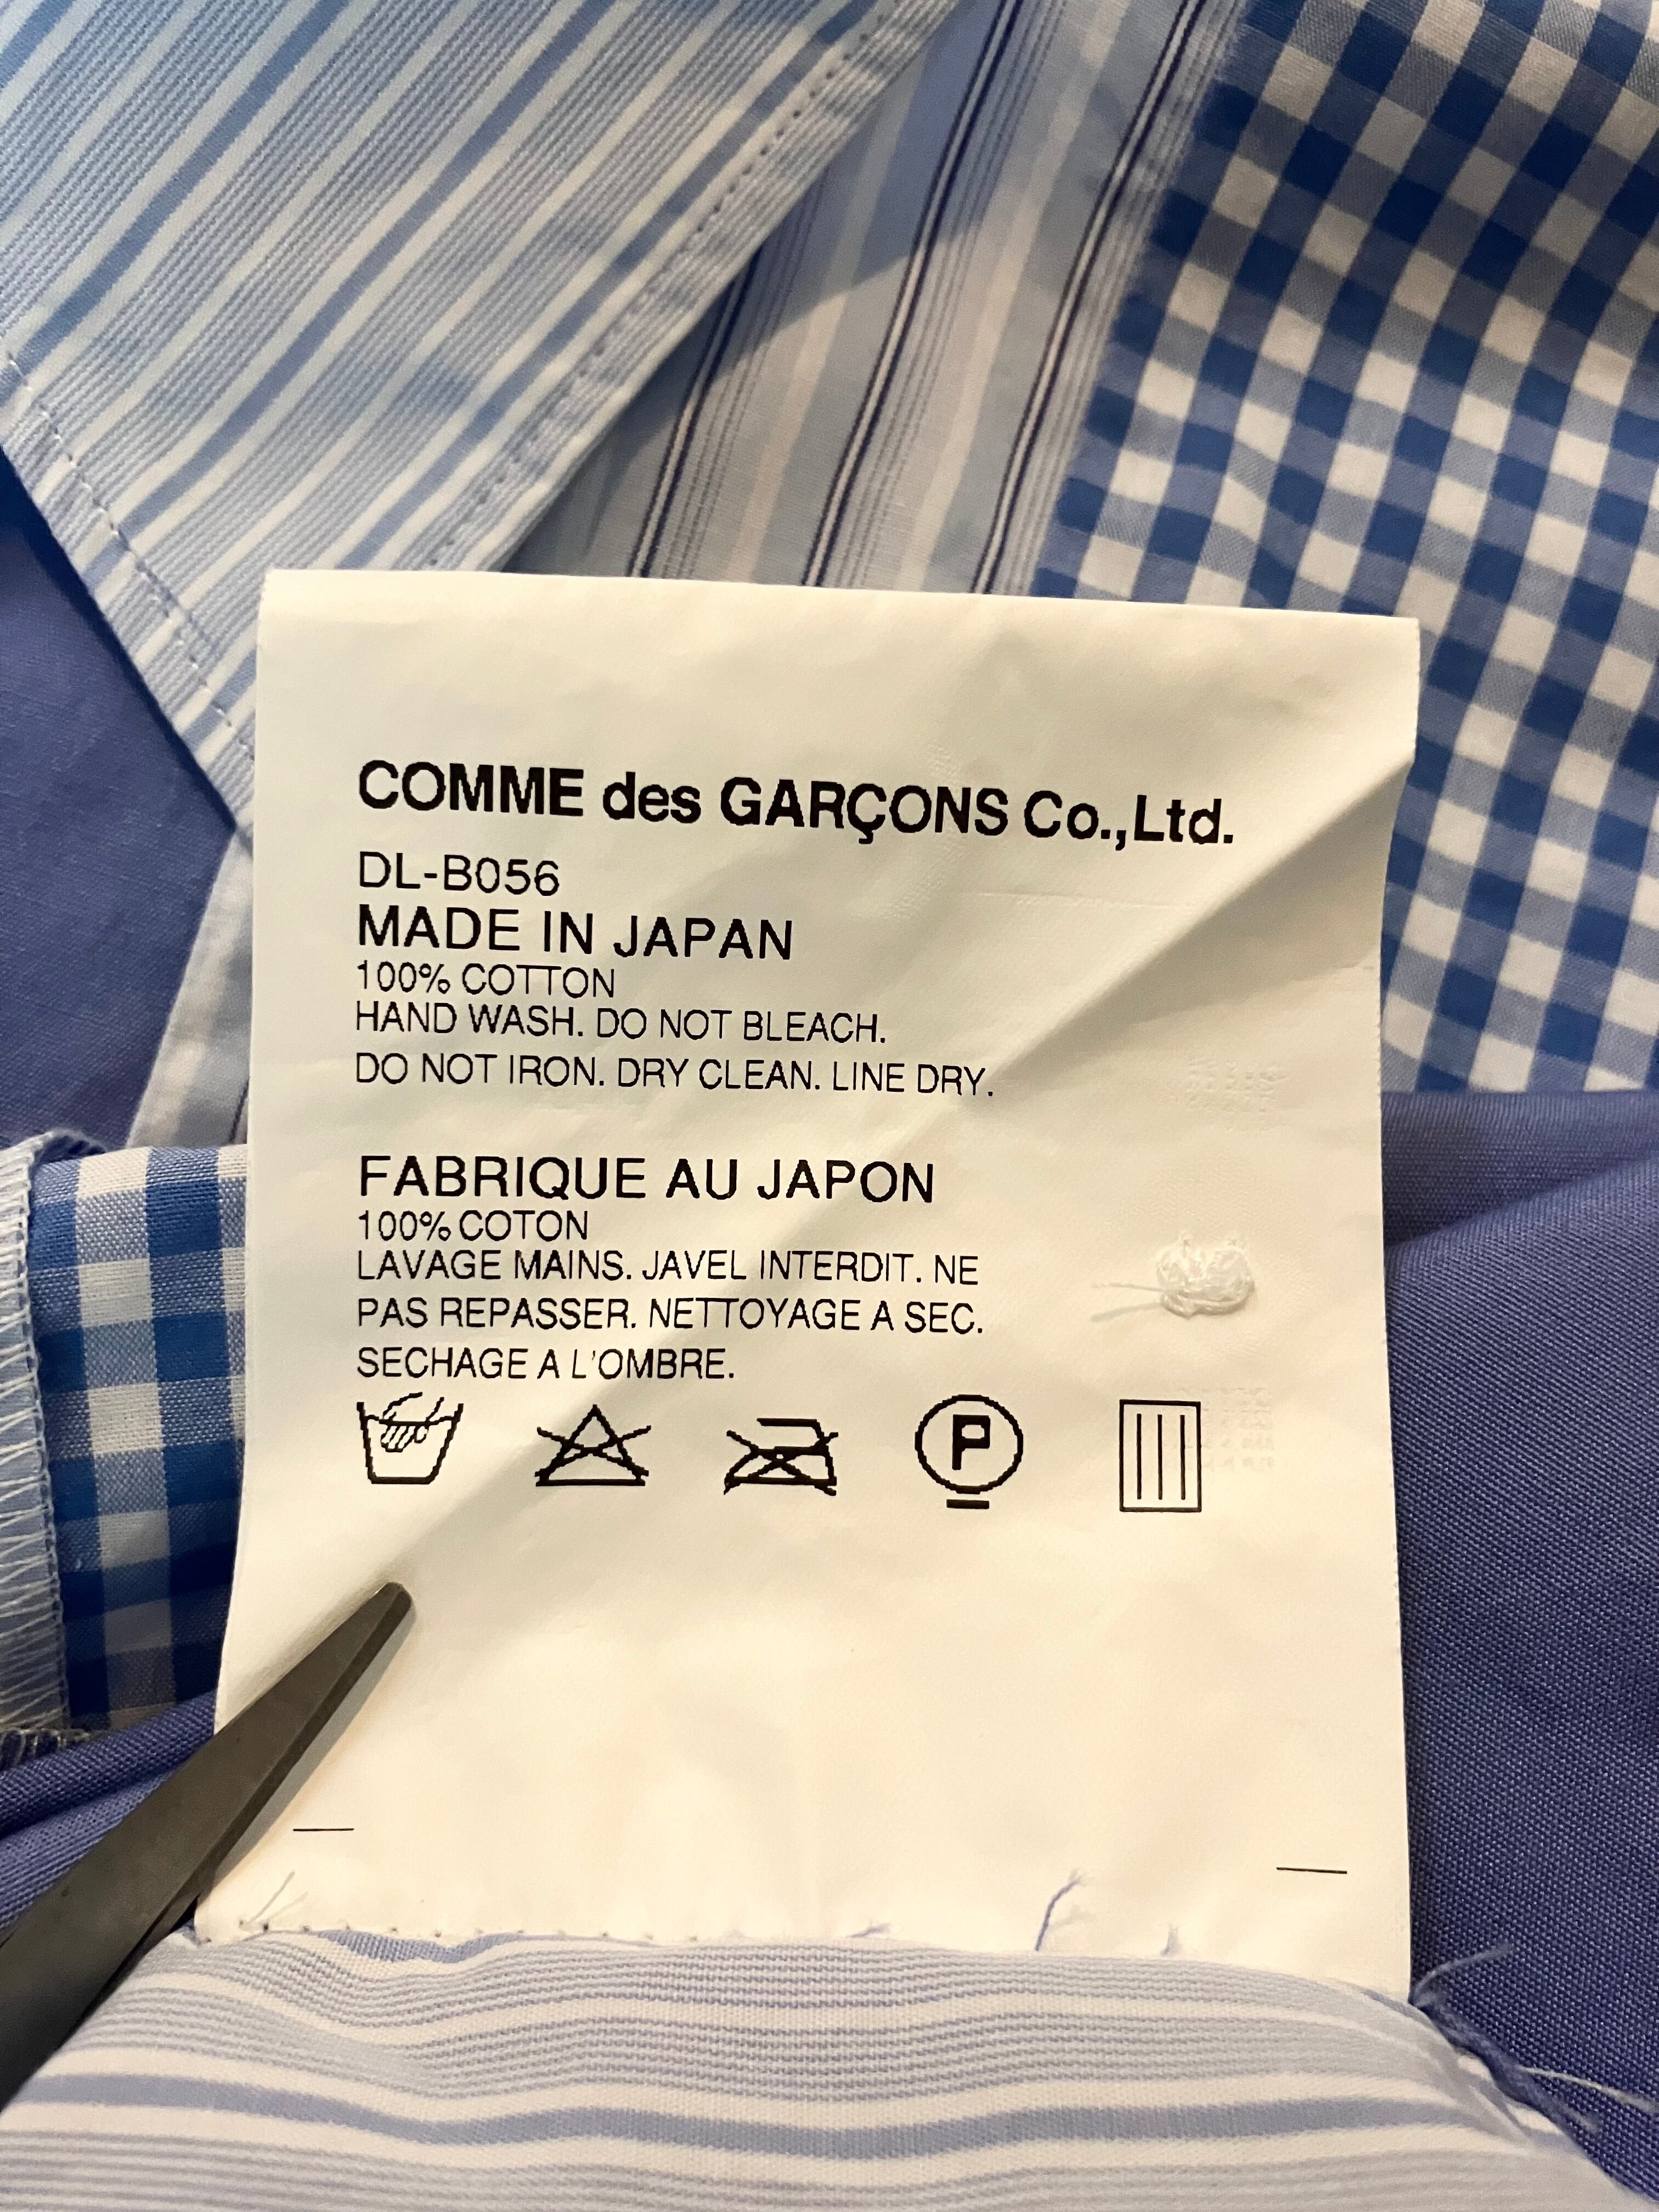 COMME des GARÇONS Co.,Ltd.
DL-B056
MADE IN JAPAN
100% COTTON
HAND WASH. DO NOT BLEACH.
DO NOT IRON. DRY CLEAN. LINE DRY.
FABRIQUE AU JAPON
100% COTON
LAVAGE MAINS. JAVEL INTERDIT. NE
PAS REPASSER. NETTOYAGE A SEC.
SECHAGE A L'OMBRE.
P